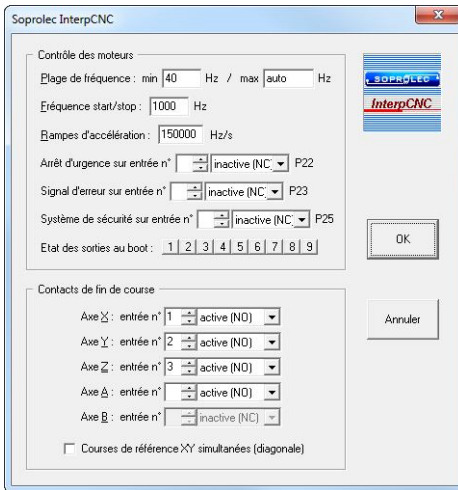 Soprolec InterpCNC
Contrôle des moteurs
Plage de fréquence : min 40 Hz / max auto Hz
Fréquence start/stop : 1000 Hz
Rampes d'accélération : 150000 Hz/s
Arrêt d'urgence sur entrée n° inactive (NC) P22
Signal d'erreur sur entrée n° inactive (NC) P23
Système de sécurité sur entrée n° inactive (NC) P25
Etat des sorties au boot : 1 2 3 4 5 6 7 8 9
SOPROLEC
InterpCNC
OK
Annuler
Contacts de fin de course
Axe X : entrée n° 1 active (NO)
Axe Y : entrée n° 2 active (NO)
Axe Z : entrée n° 3 active (NO)
Axe A : entrée n° active (NO)
Axe B : entrée n° inactive (NC)
Courses de référence XY simultanées (diagonale)